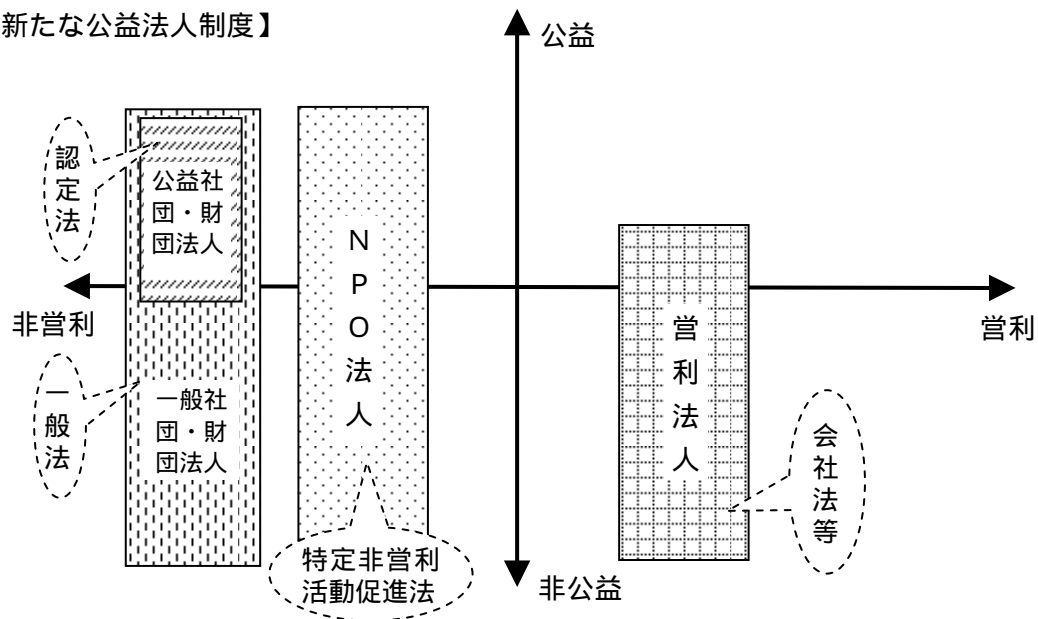 新たな公益法人制度】
公益
認定法
公益社
団・財
団法人
NPO法人
非営利
営利
営利法人
一般法
一般社
団・財
団法人
会社法等
特定非営利
活動促進法
非公益